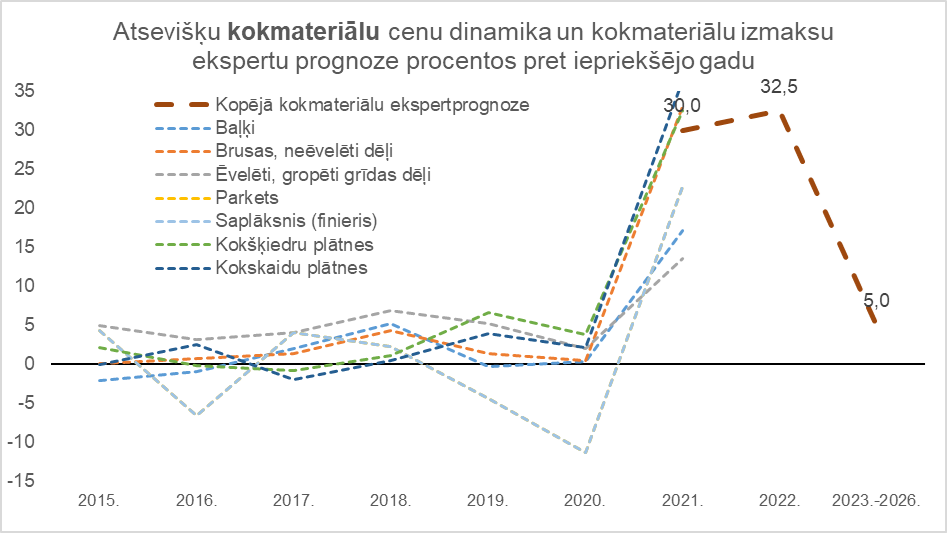 Atsevišķu kokmateriālu cenu dinamika un kokmateriālu izmaksu
ekspertu prognoze procentos pret iepriekšējo gadu
35
30
25
20
15
10
5
0
-5
-10
-15
Kopējā kokmateriālu ekspertprognoze
Baļķi
Brusas, neēvelēti dēļi
Ēvelēti, gropēti grīdas dēļi
Parkets
Saplāksnis (finieris)
Kokšķiedru plātnes
Kokskaidu plātnes
30,0
32,5
5,0
2015.
2016.
2017.
2018.
2019.
2020.
2021.
2022.
2023.-2026.